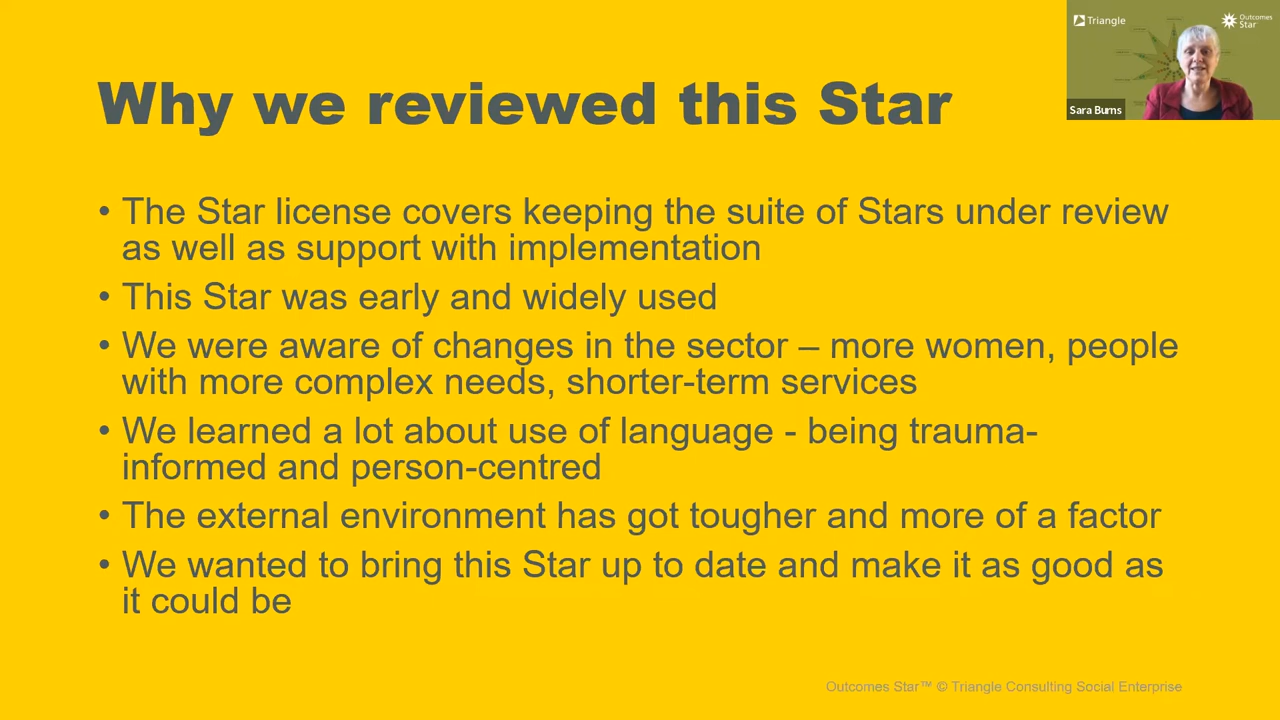 Why we reviewed this Star
Triangle
Outcomes
Star
Sara Burns
• The Star license covers keeping the suite of Stars under review
as well as support with implementation
• This Star was early and widely used
• We were aware of changes in the sector – more women, people
with more complex needs, shorter-term services
• We learned a lot about use of language - being trauma-
informed and person-centred
• The external environment has got tougher and more of a factor
• We wanted to bring this Star up to date and make it as good as
it could be
Outcomes Star™ © Triangle Consulting Social Enterprise